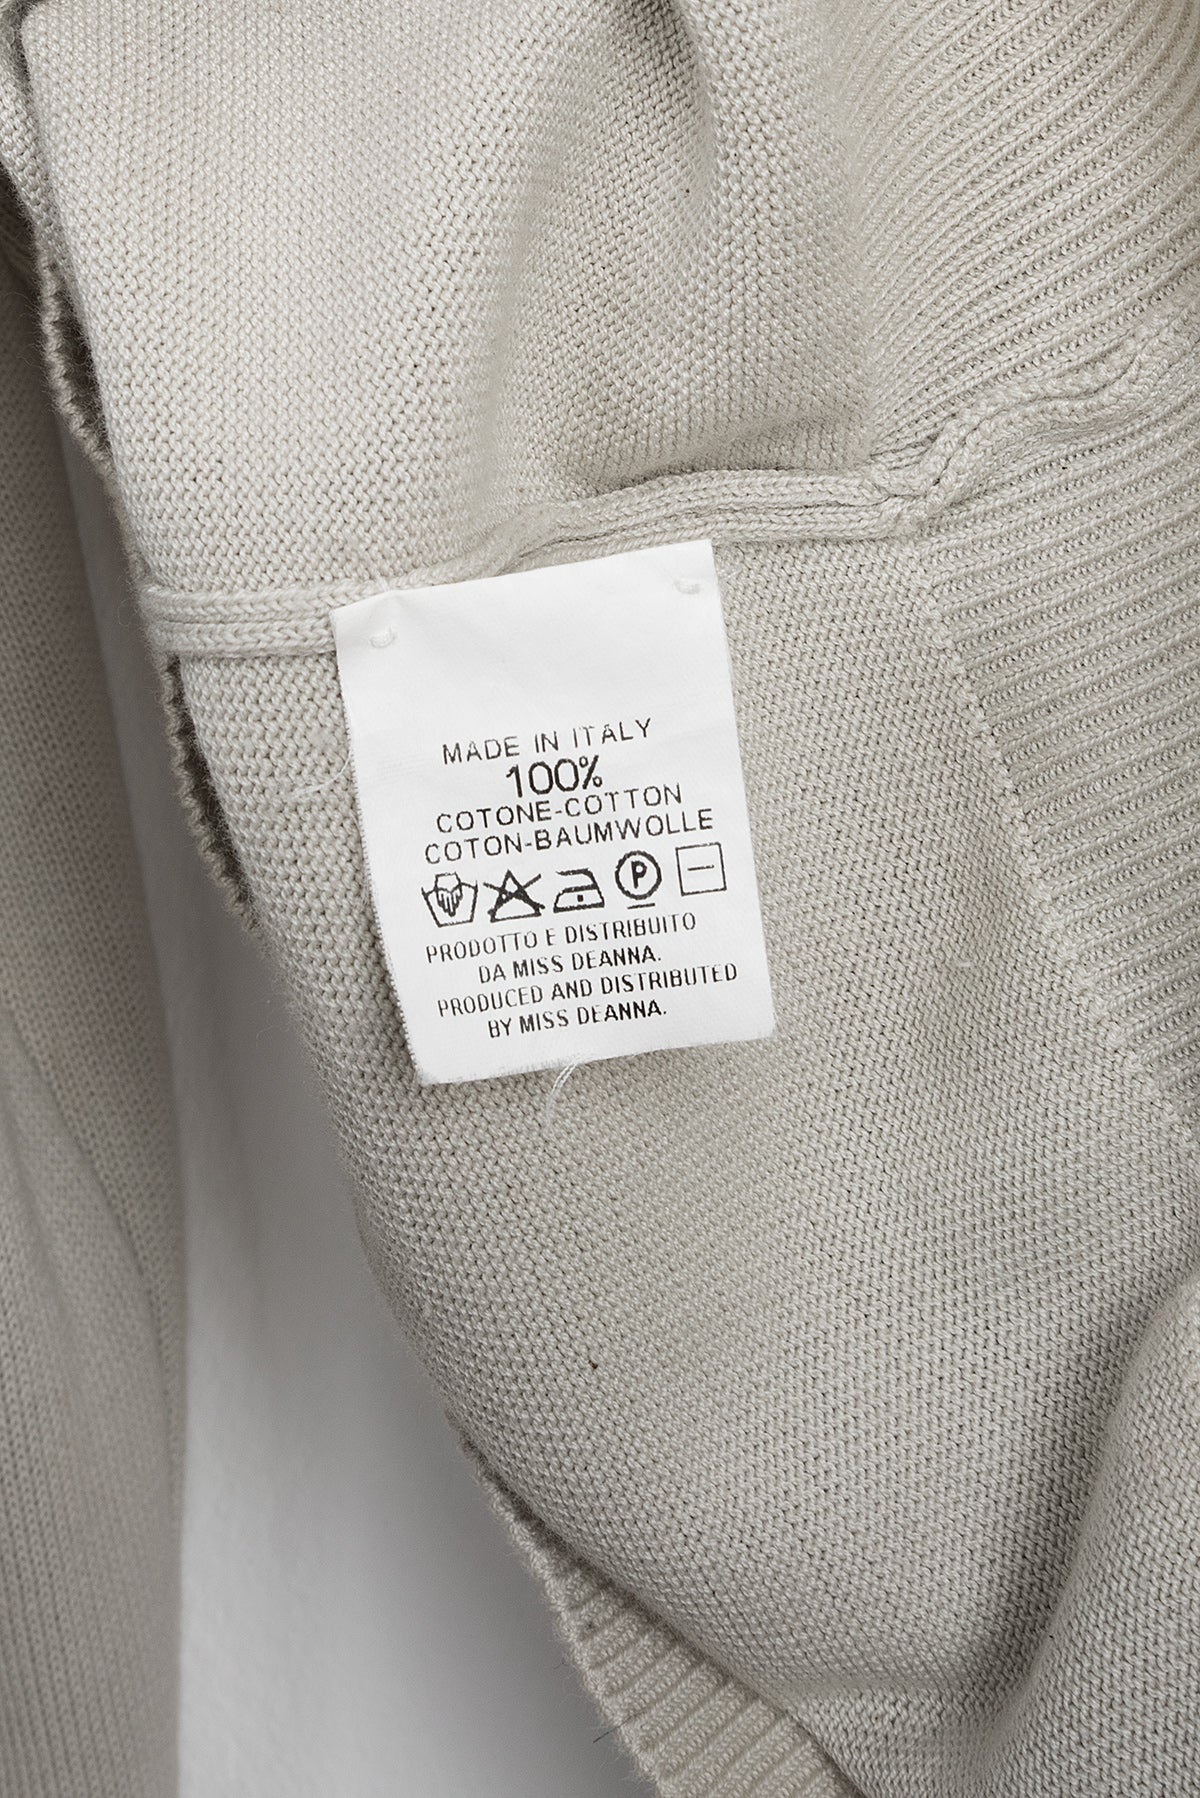 MADE IN ITALY
100%
COTONE-COTTON
COTON-BAUMWOLLE
P
PRODOTTO E DISTRIBUITO
DA MISS DEANNA.
PRODUCED AND DISTRIBUTED
BY MISS DEANNA.